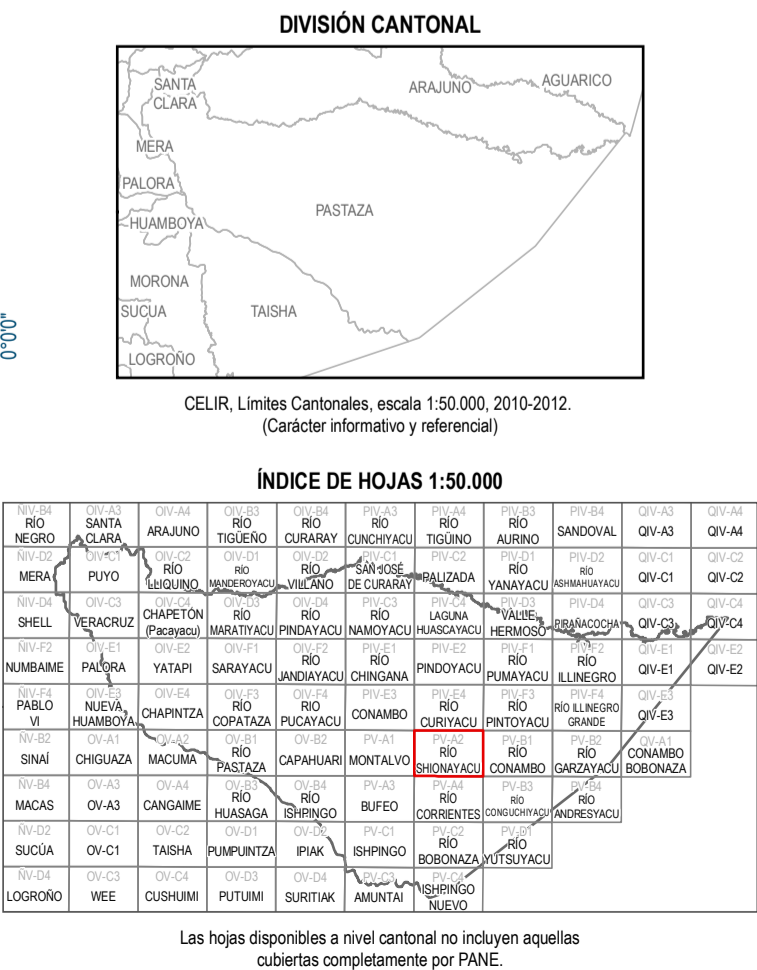 DIVISIÓN CANTONAL
SANTA
CLARA
ARAJUNO
AGUARICO
MERA
PALORA
PASTAZA
HUAMBOYA
MORONA
SUCUA
TAISHA
LOGROÑO
0°0'0"
CELIR, Límites Cantonales, escala 1:50.000, 2010-2012.
(Carácter informativo y referencial)
ÍNDICE DE HOJAS 1:50.000
ÑIV-B4 OIV-A3 OIV-A4 OIV-B3 OIV-B4 PIV-A3 PIV-A4 PIV-B3 PIV-B4 QIV-A3 QIV-A4
RÍO NEGRO SANTA CLARA ARAJUNO RÍO TIGÜEÑO RÍO CURARAY RÍO CUNCHIYACU RÍO TIGÜINO RÍO AURINO SANDOVAL QIV-A3 QIV-A4
ÑIV-D2 OIV-C1 OIV-C2 OIV-D1 OIV-D2 PIV-C1 PIV-C2 PIV-D1 PIV-D2 QIV-C1 QIV-C2
MERA PUYO RÍO LLIQUINO RÍO MANDEROYACU RÍO VILLANO SAN JOSÉ DE CURARAY PALIZADA RÍO YANAYACU RÍO ASHMAHUAYACU QIV-C1 QIV-C2
ÑIV-D4 OIV-C3 OIV-C4 OIV-D3 OIV-D4 PIV-C3 PIV-C4 PIV-D3 PIV-D4 QIV-C3 QIV-C4
SHELL VERACRUZ CHAPETÓN (Pacayacu) RÍO MARATIYACU RÍO PINDAYACU RÍO NAMOYACU LAGUNA HUASCAYACU VALLE HERMOSO PIRAÑACOCHA QIV-C3 QIV-C4
ÑIV-F2 OIV-E1 OIV-E2 OIV-F1 OIV-F2 PIV-E1 PIV-E2 PIV-F1 PIV-F2 QIV-E1 QIV-E2
NUMBAIME PALORA YATAPI SARAYACU RÍO JANDIAYACU RÍO CHINGANA PINDOYACU RÍO PUMAYACU RÍO ILLINEGRO QIV-E1 QIV-E2
ÑIV-F4 OIV-E3 OIV-E4 OIV-F3 OIV-F4 PIV-E3 PIV-E4 PIV-F3 PIV-F4 QIV-E3
PABLO VI NUEVA HUAMBOYA CHAPINTZA RÍO COPATAZA RÍO PUCAYACU CONAMBO RÍO CURIYACU RÍO PINTOYACU RÍO ILLINEGRO GRANDE QIV-E3
ÑV-B2 OV-A1 OV-A2 OV-B1 OV-B2 PV-A1 PV-A2 PV-B1 PV-B2 QV-A1
SINAÍ CHIGUAZA MACUMA RÍO PASTAZA CAPAHUARI MONTALVO RÍO SHIONAYACU RÍO CONAMBO RÍO GARZAYACU CONAMBO BOBONAZA
ÑV-B4 OV-A3 OV-A4 OV-B3 OV-B4 PV-A3 PV-A4 PV-B3 PV-B4
MACAS OV-A3 CANGAIME RÍO HUASAGA RÍO ISHPINGO BUFEO RÍO CORRIENTES RÍO CONGUCHIYACU RÍO ANDRESYACU
ÑV-D2 OV-C1 OV-C2 OV-D1 OV-D2 PV-C1 PV-C2 PV-D1
SUCÚA OV-C1 TAISHA PUMPUINTZA IPIAK ISHPINGO RÍO BOBONAZA RÍO YUTSUYACU
ÑV-D4 OV-C3 OV-C4 OV-D3 OV-D4 PV-C3 PV-C4
LOGROÑO WEE CUSHUIMI PUTUIMI SURITIAK AMUNTAI ISHPINGO NUEVO
Las hojas disponibles a nivel cantonal no incluyen aquellas
cubiertas completamente por PANE.